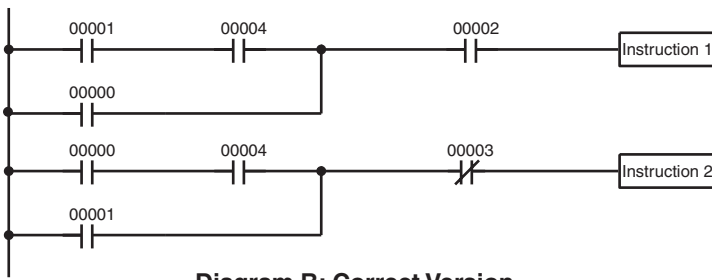 00001 00004 00002
Instruction 1
00000
00000 00004 00003
Instruction 2
00001
Diagram B: Correct Version